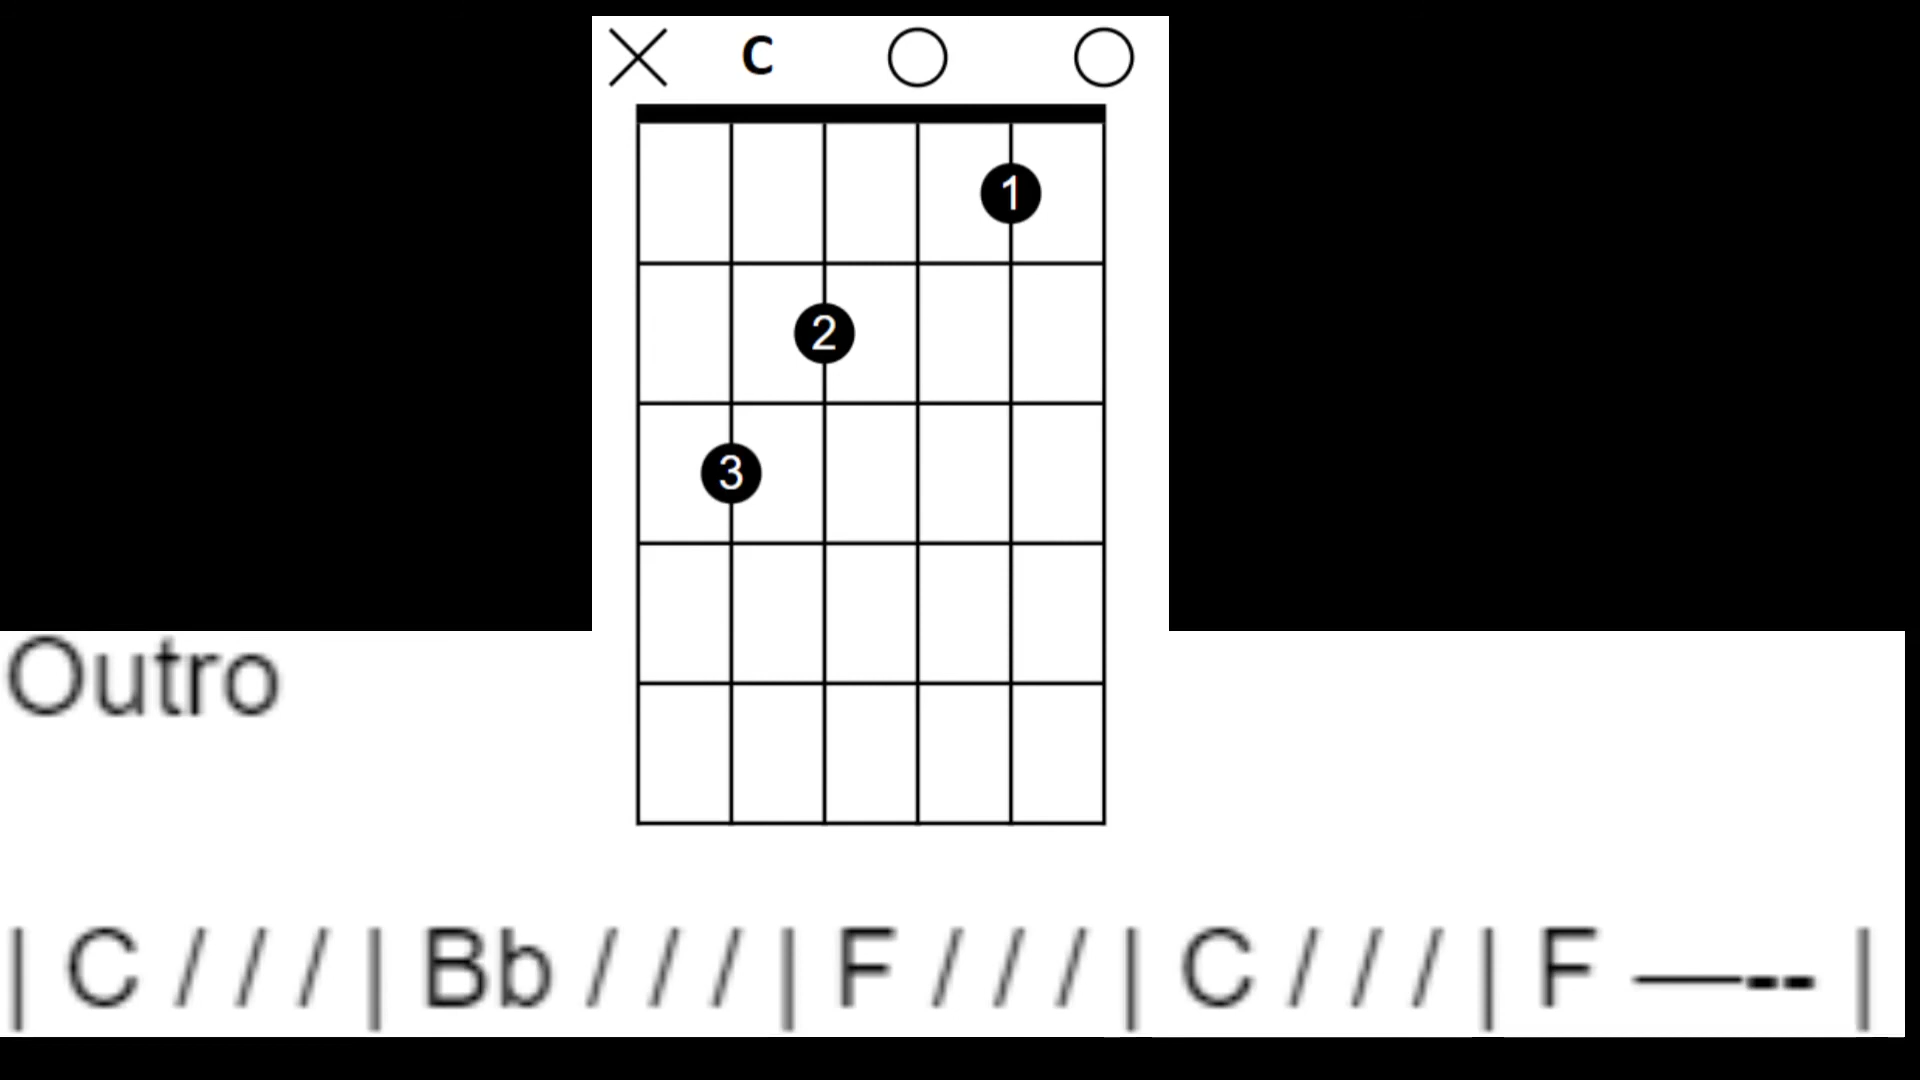 C
1
2
3
Outro
| C / / / | Bb / / / | F / / / | C / / / | F —-- |